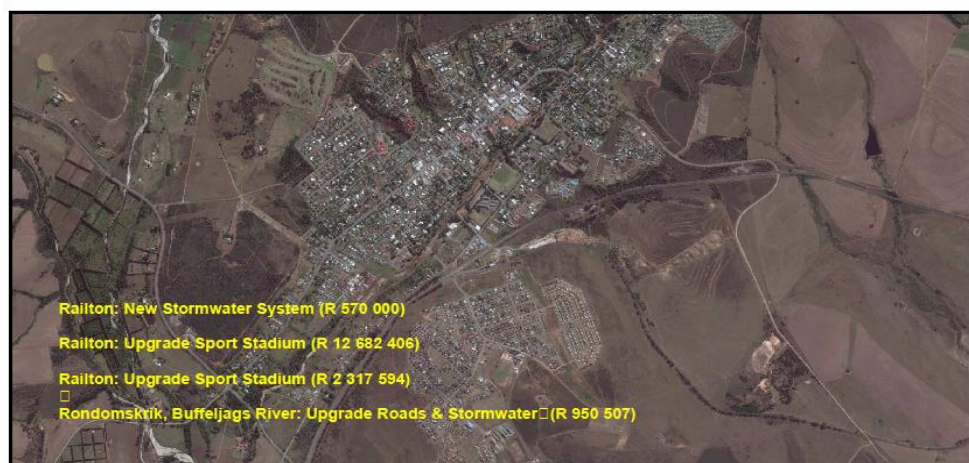 Railton: New Stormwater System (R 570 000)
Railton: Upgrade Sport Stadium (R 12 682 406)
Railton: Upgrade Sport Stadium (R 2 317 594)
□
Rondomskrik, Buffeljags River: Upgrade Roads & Stormwater□(R 950 507)